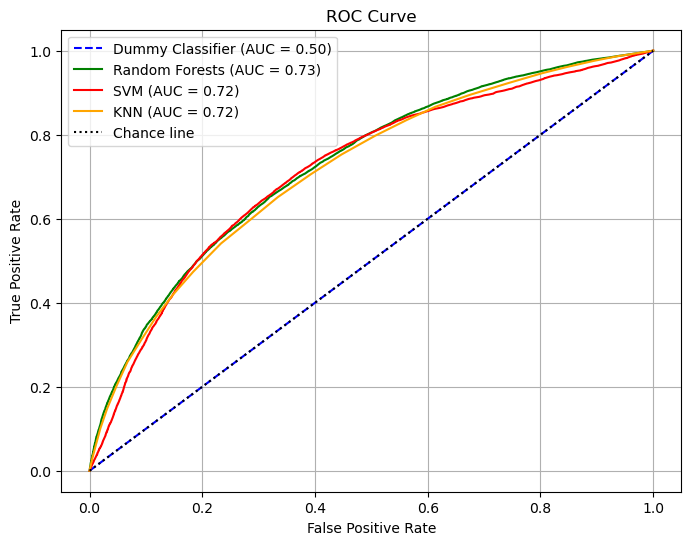 ROC Curve
Dummy Classifier (AUC = 0.50)
Random Forests (AUC = 0.73)
SVM (AUC = 0.72)
KNN (AUC = 0.72)
Chance line
True Positive Rate
1.0
0.8
0.6
0.4
0.2
0.0
0.0 0.2 0.4 0.6 0.8 1.0
False Positive Rate